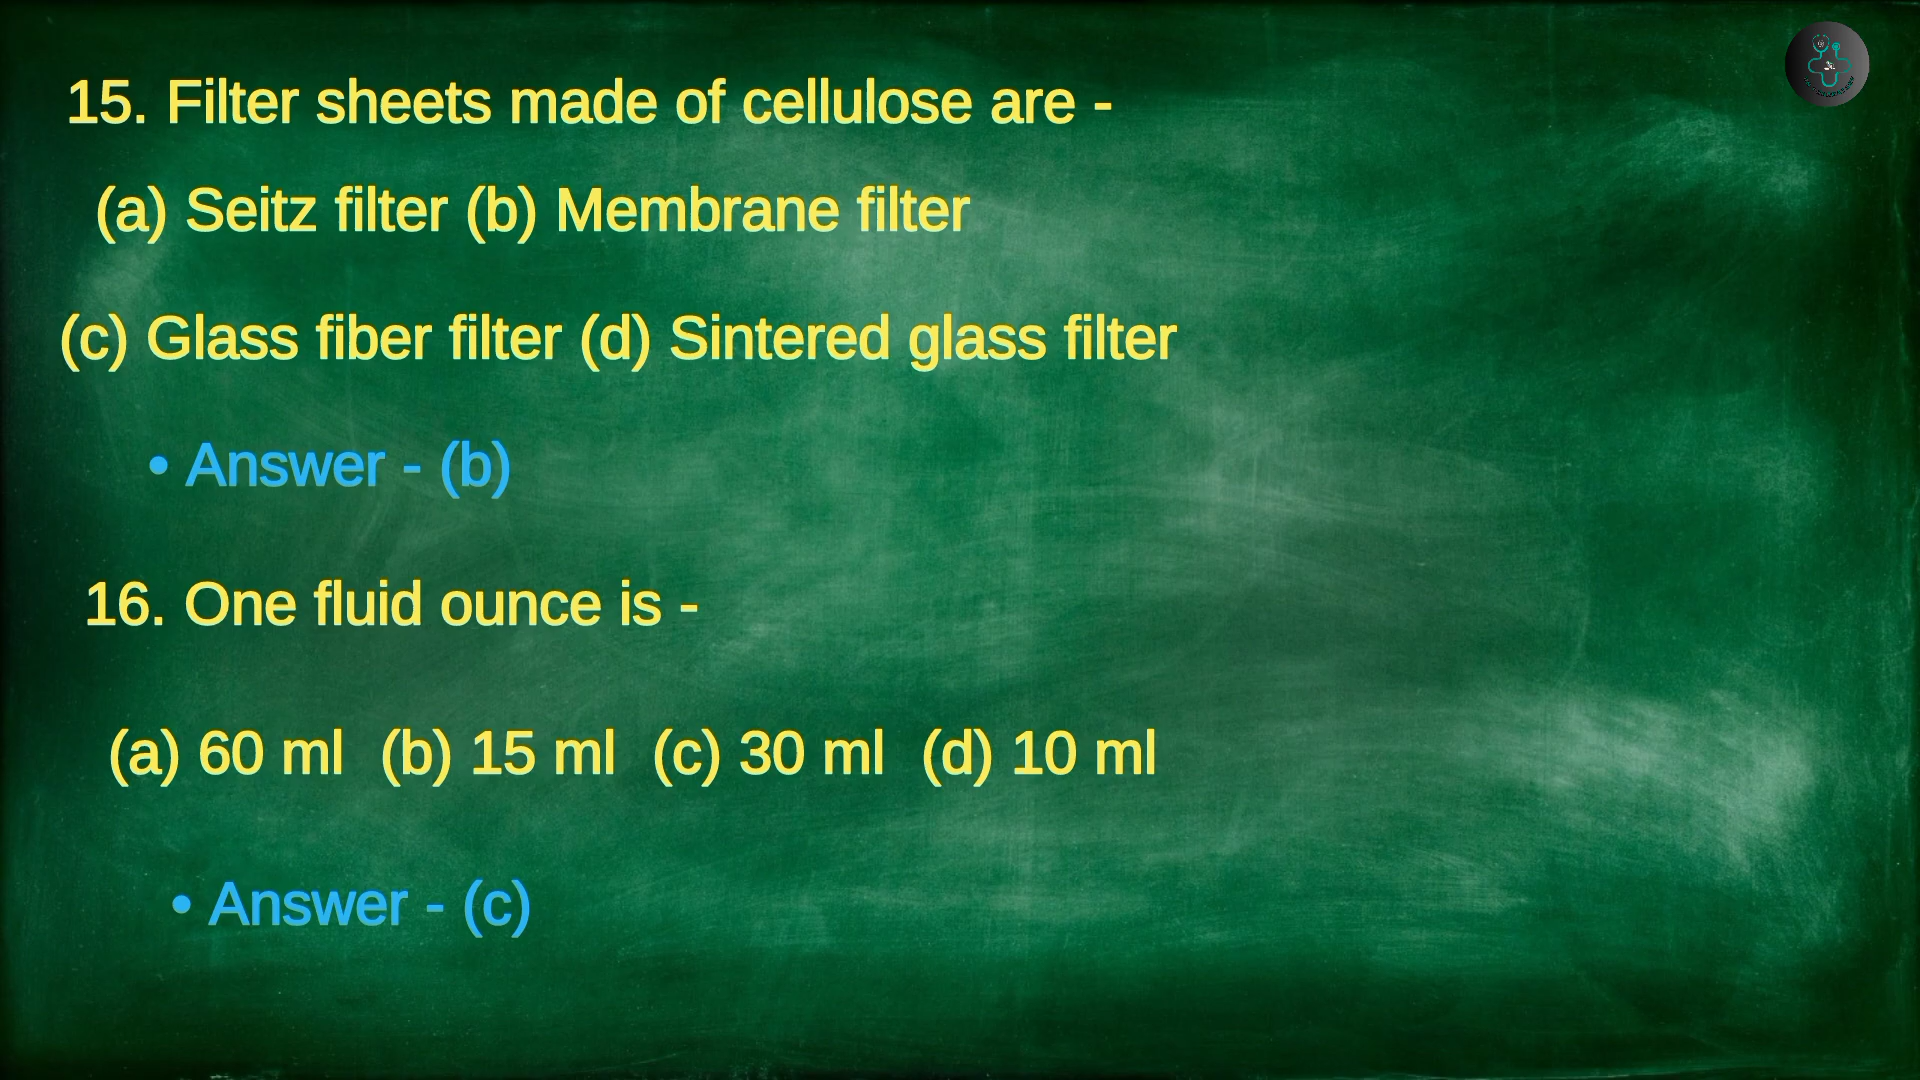 15. Filter sheets made of cellulose are -
(a) Seitz filter (b) Membrane filter
(c) Glass fiber filter (d) Sintered glass filter
• Answer - (b)
16. One fluid ounce is -
(a) 60 ml (b) 15 ml (c) 30 ml (d) 10 ml
• Answer - (c)